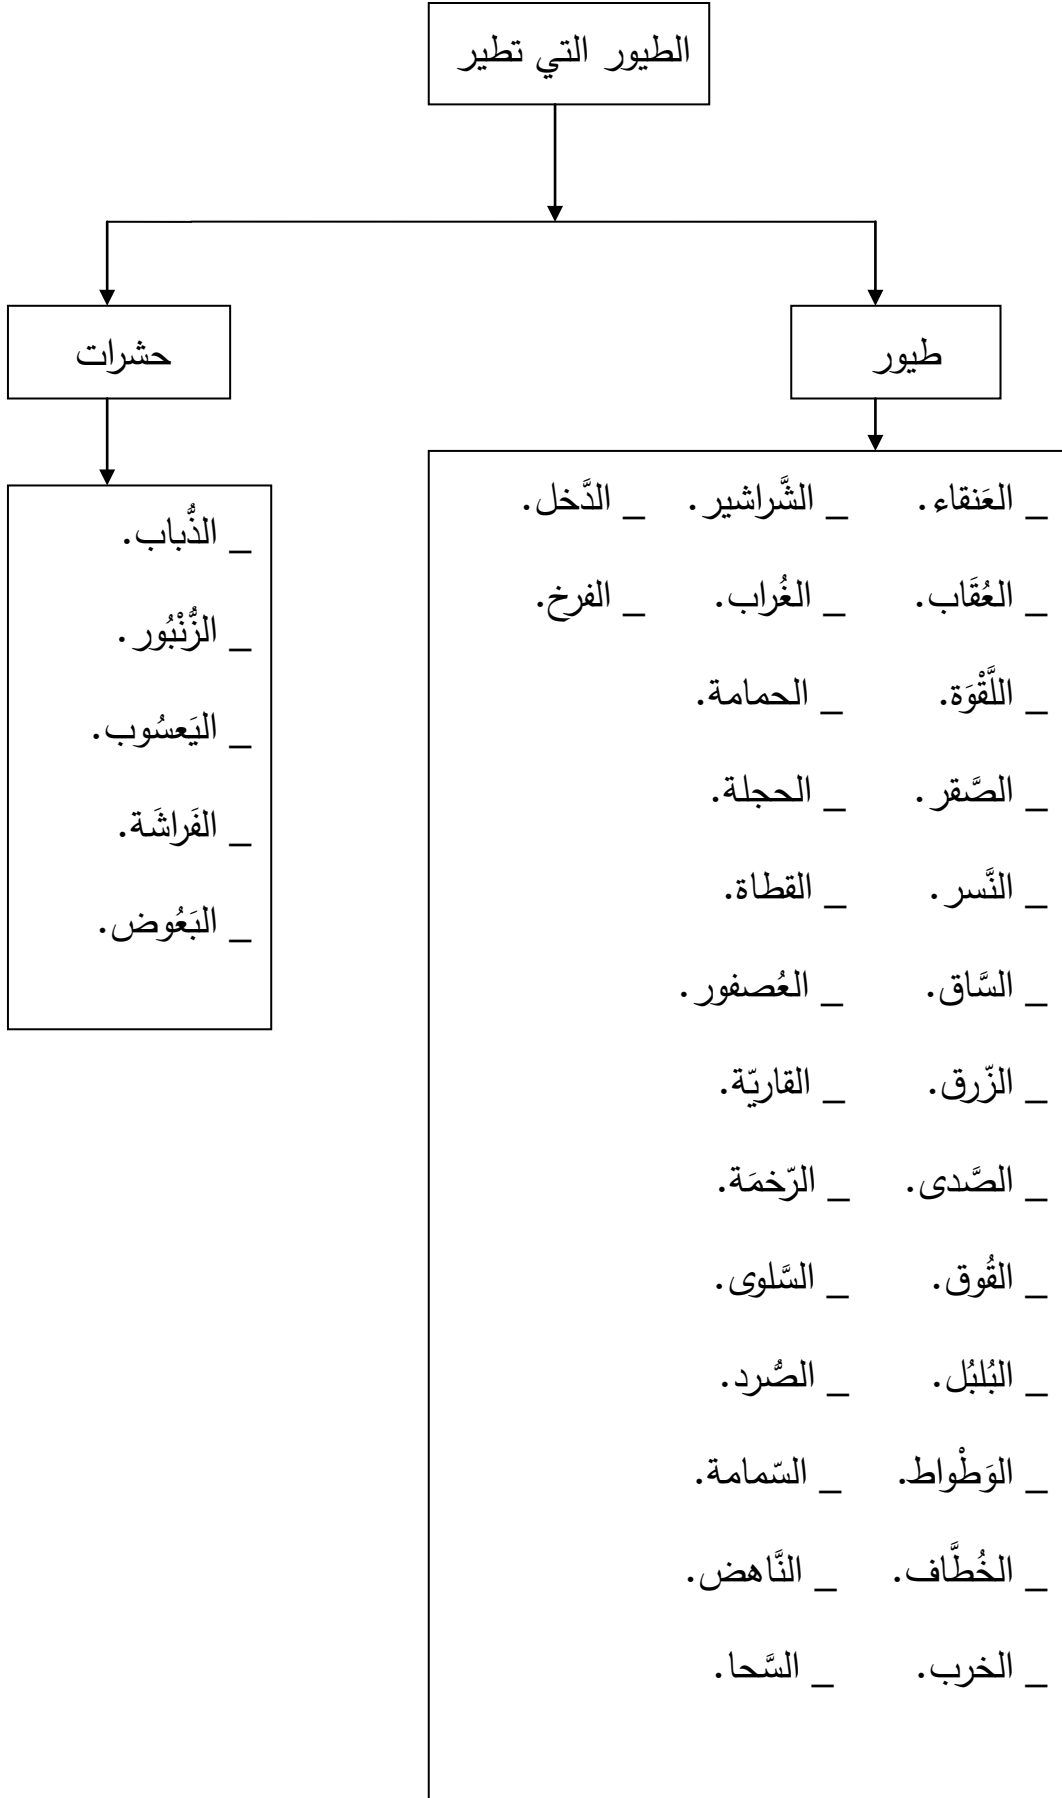 الطيور التي تطير
طيور
حشرات
_ العَنقاء. _ الشَّراشير. _ الدَّخل.
_ العُقَاب. _ الغُراب. _ الفرخ.
_ اللَّقْوَة. _ الحمامة.
_ الصَّقر. _ الحجلة.
_ النَّسر. _ القطاة.
_ السَّاق. _ العُصفور.
_ الزّرق. _ القاريّة.
_ الصَّدى. _ الرّخمَة.
_ القُوق. _ السَّلوى.
_ البُلبُل. _ الصُّرد.
_ الوَطْواط. _ السّمامة.
_ الخُطَّاف. _ النَّاهض.
_ الخرب. _ السَّحا.
_ الذُّباب.
_ الزُّنْبُور.
_ اليَعسُوب.
_ الفَراشَة.
_ البَعُوض.